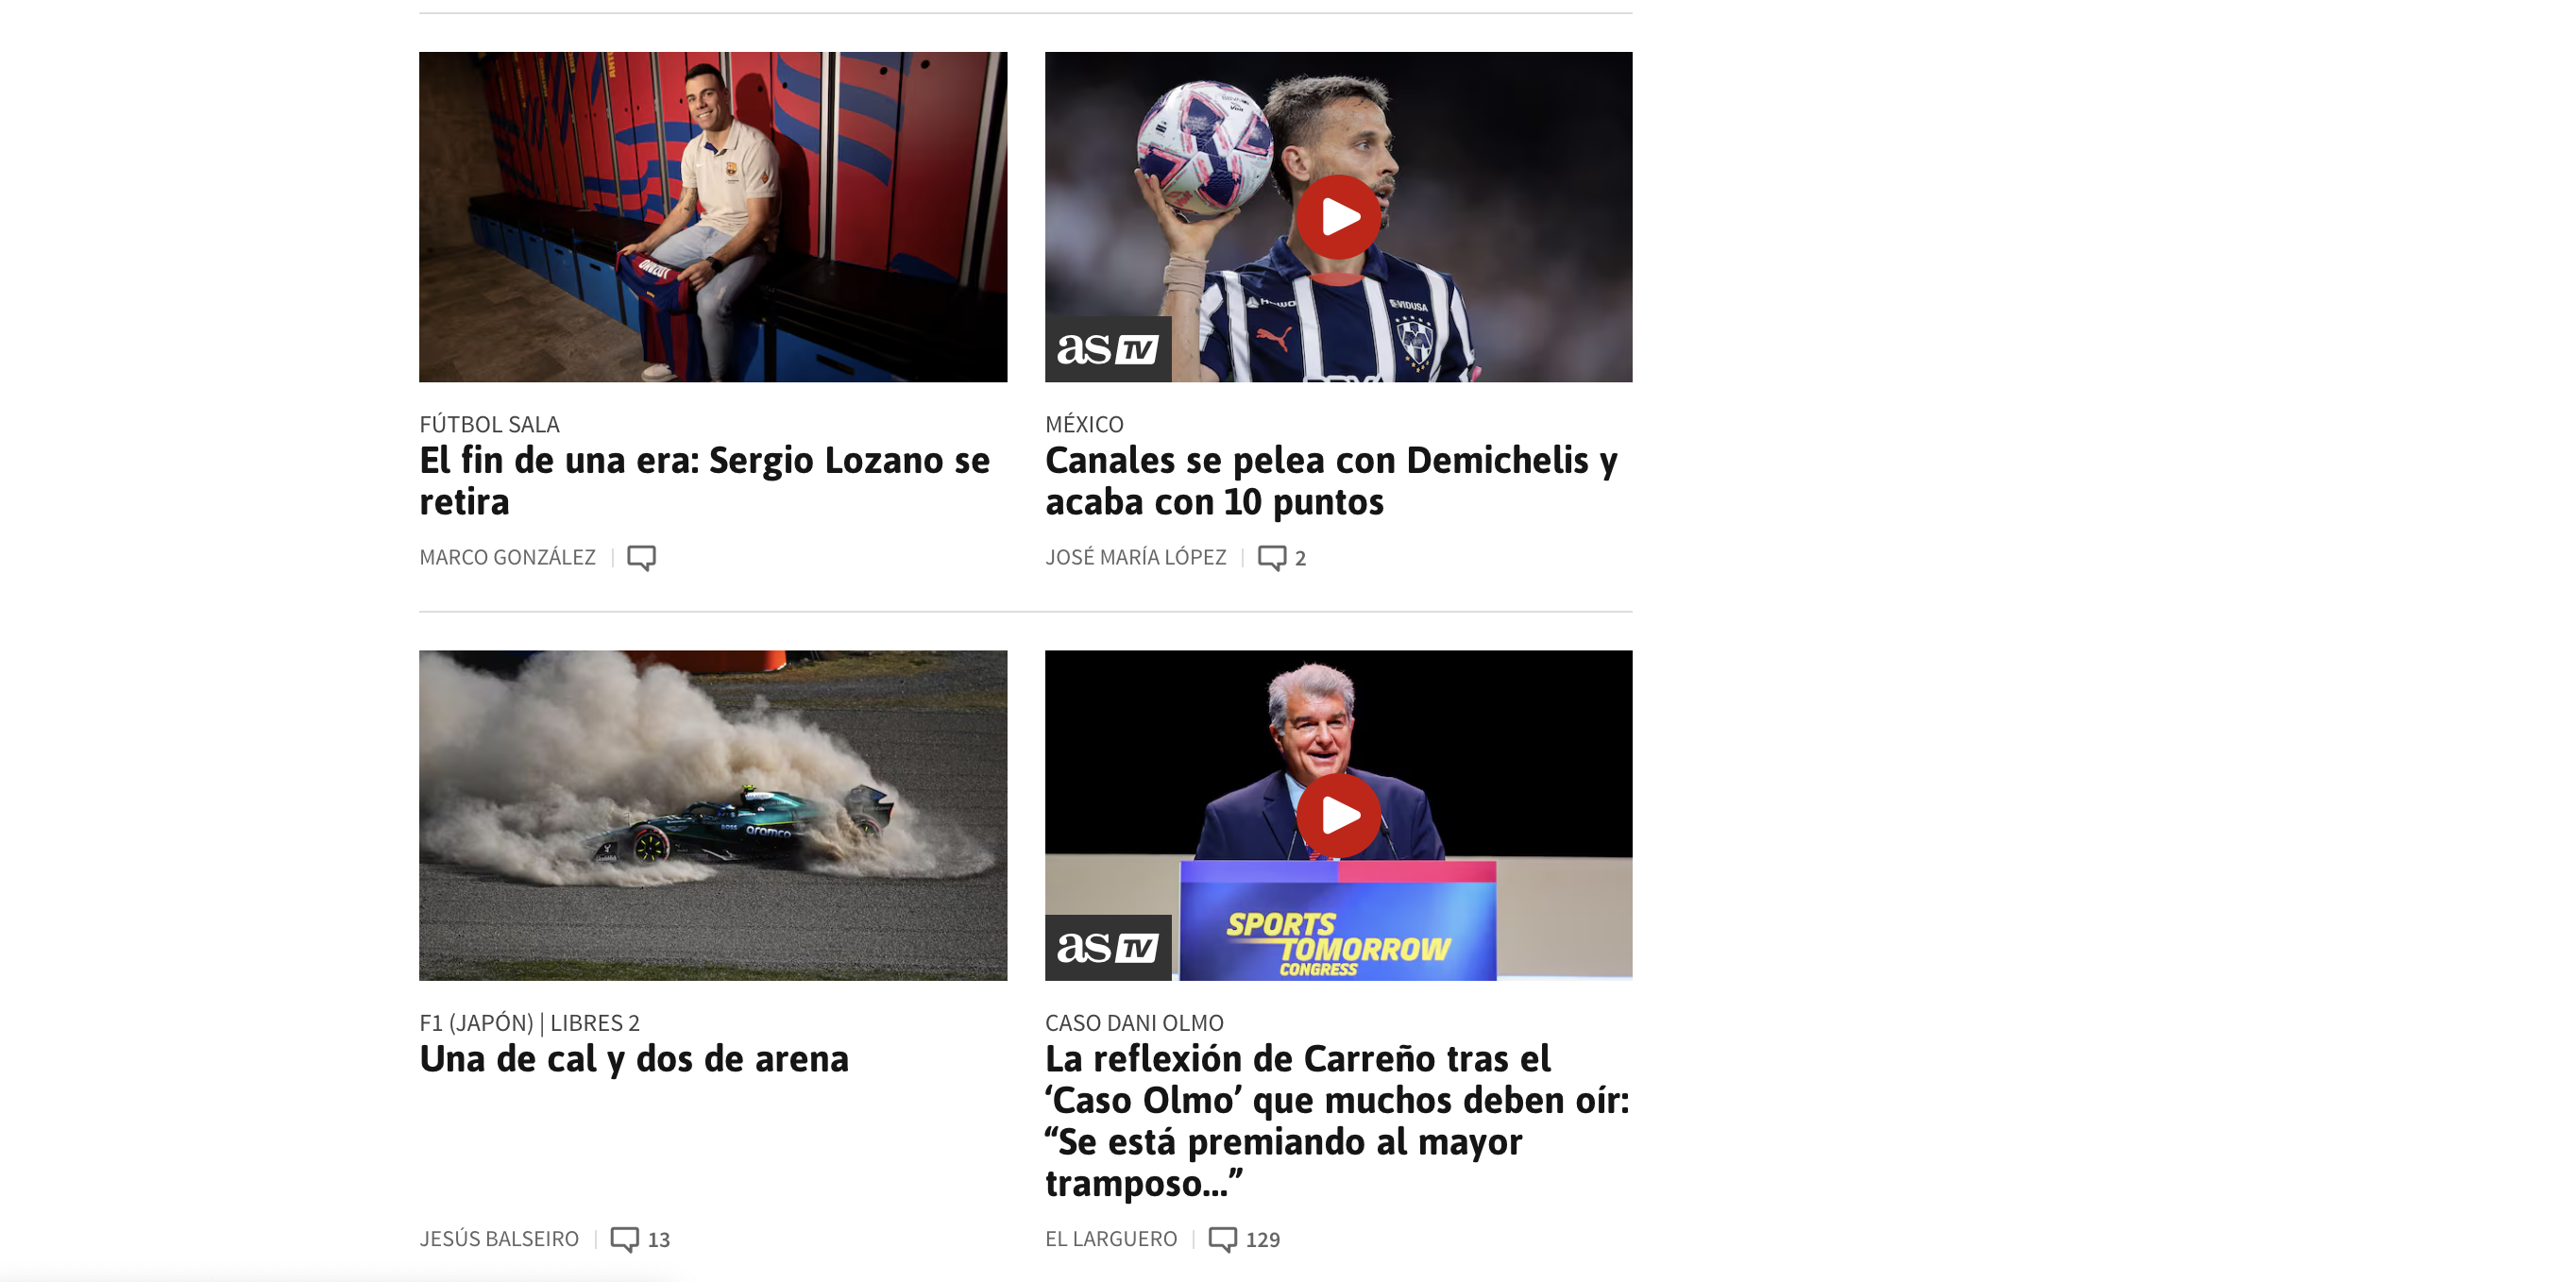 LOZANO
as TV
FÚTBOL SALA
El fin de una era: Sergio Lozano se
retira
MARCO GONZÁLEZ
MÉXICO
Canales se pelea con Demichelis y
acaba con 10 puntos
JOSÉ MARÍA LÓPEZ 2
BOSS
aramco
SPORTS
TOMORROW
CONGRESS
as TV
F1 (JAPÓN) | LIBRES 2
Una de cal y dos de arena
JESÚS BALSEIRO 13
CASO DANI OLMO
La reflexión de Carreño tras el
‘Caso Olmo’ que muchos deben oír:
“Se está premiando al mayor
tramposo...”
EL LARGUERO 129